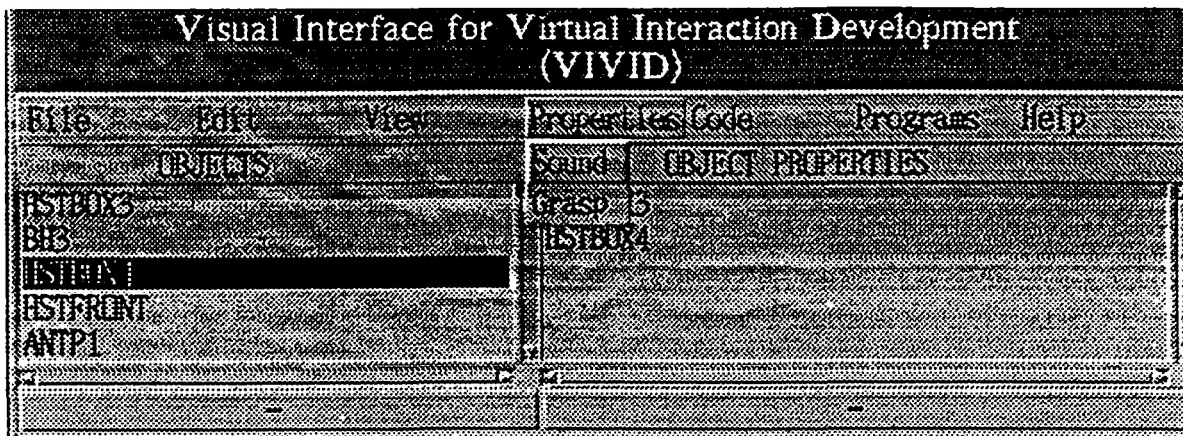 Visual Interface for Virtual Interaction Development
(VIVID)
File Edit View Properties Code Programs Help
OBJECTS Sound OBJECT PROPERTIES
HSTBOX3 Grasp 13
BH3 HSTBOX4
HSTFRONT
ANTP1